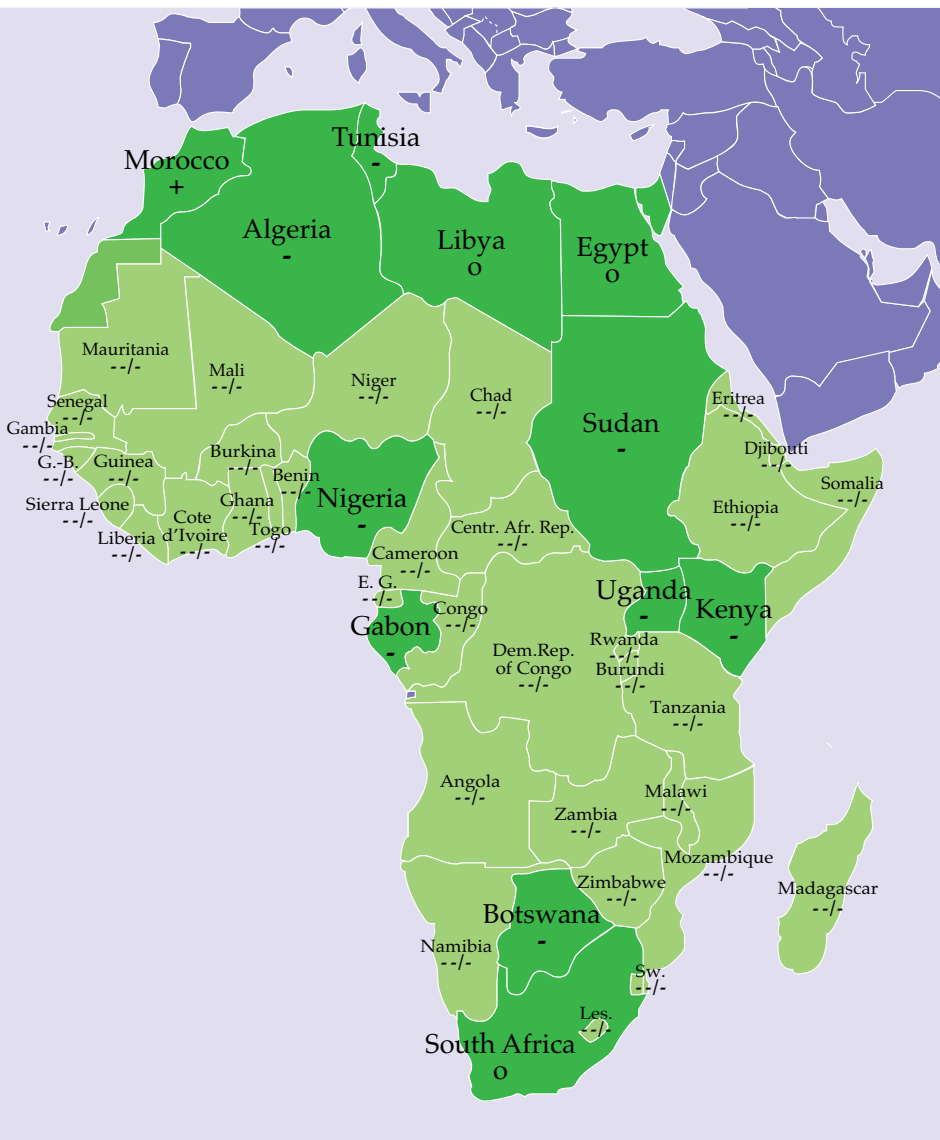 Tunisia
-
Morocco
+
Algeria
-
Libya
o
Egypt
o
Mauritania
--/-
Mali
--/-
Niger
--/-
Chad
--/-
Sudan
-
Eritrea
--/-
Senegal
--/-
Gambia
--/-
G.-B.
--/-
Guinea
--/-
Burkina
--/-
Benin
--/-
Nigeria
-
Djibouti
--/-
Somalia
--/-
Ethiopia
--/-
Sierra Leone
--/-
Liberia
--/-
Cote
d'Ivoire
--/-
Ghana
--/-
Togo
--/-
Centr. Afr. Rep.
--/-
Cameroon
--/-
E. G.
--/-
Gabon
-
Congo
--/-
Uganda
-
Kenya
-
Rwanda
--/-
Dem.Rep.
of Congo
--/-
Burundi
--/-
Tanzania
--/-
Angola
--/-
Zambia
--/-
Malawi
--/-
Mozambique
--/-
Zimbabwe
--/-
Madagascar
--/-
Botswana
-
Namibia
--/-
Sw.
--/-
Les.
--/-
South Africa
o